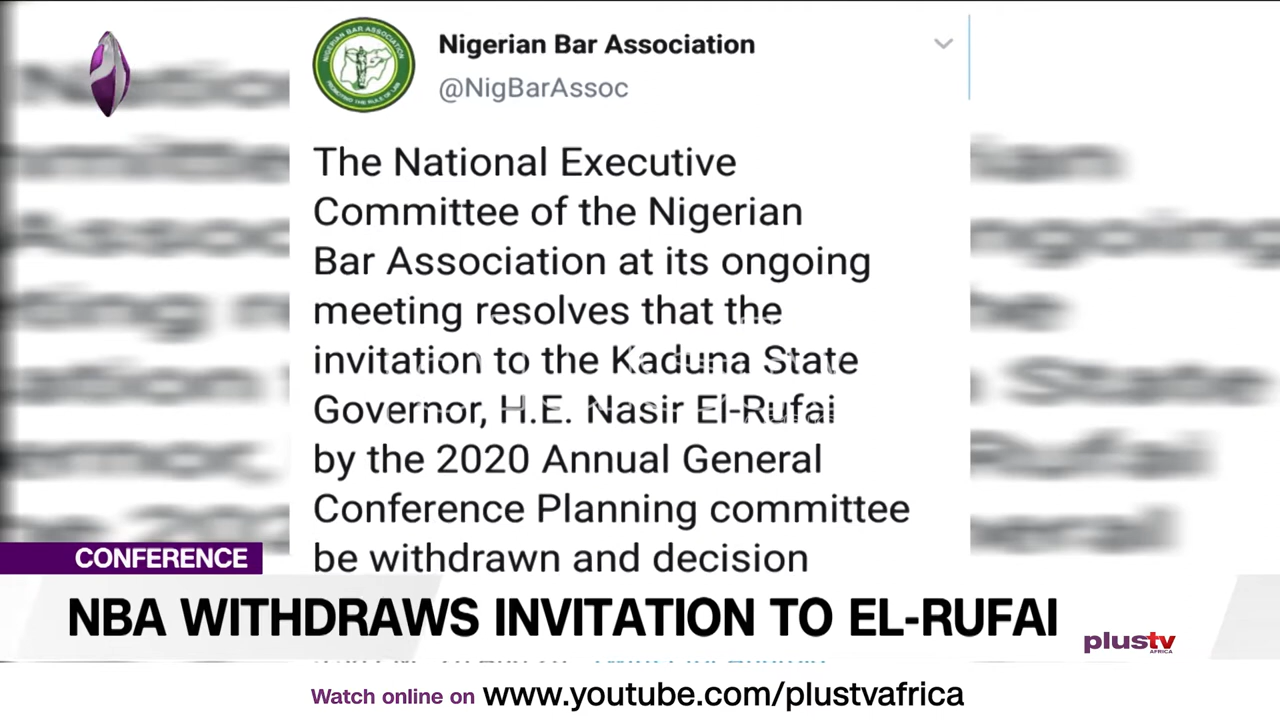 Nigerian Bar Association
@NigBarAssoc
The National Executive
Committee of the Nigerian
Bar Association at its ongoing
meeting resolves that the
invitation to the Kaduna State
Governor, H.E. Nasir El-Rufai
by the 2020 Annual General
Conference Planning committee
be withdrawn and decision
CONFERENCE
NBA WITHDRAWS INVITATION TO EL-RUFAI
plustv
AFRICA
Watch online on www.youtube.com/plustvafrica